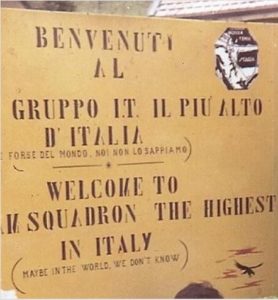 BENVENUTI
AL
GRUPPO I.T. IL PIU' ALTO
D' ITALIA
E FORSE DEL MONDO, NOI NON LO SAPPIAMO)
WELCOME TO
SQUADRON THE HIGHEST
IN ITALY
(MAYBE IN THE WORLD, WE DON'T KNOW)